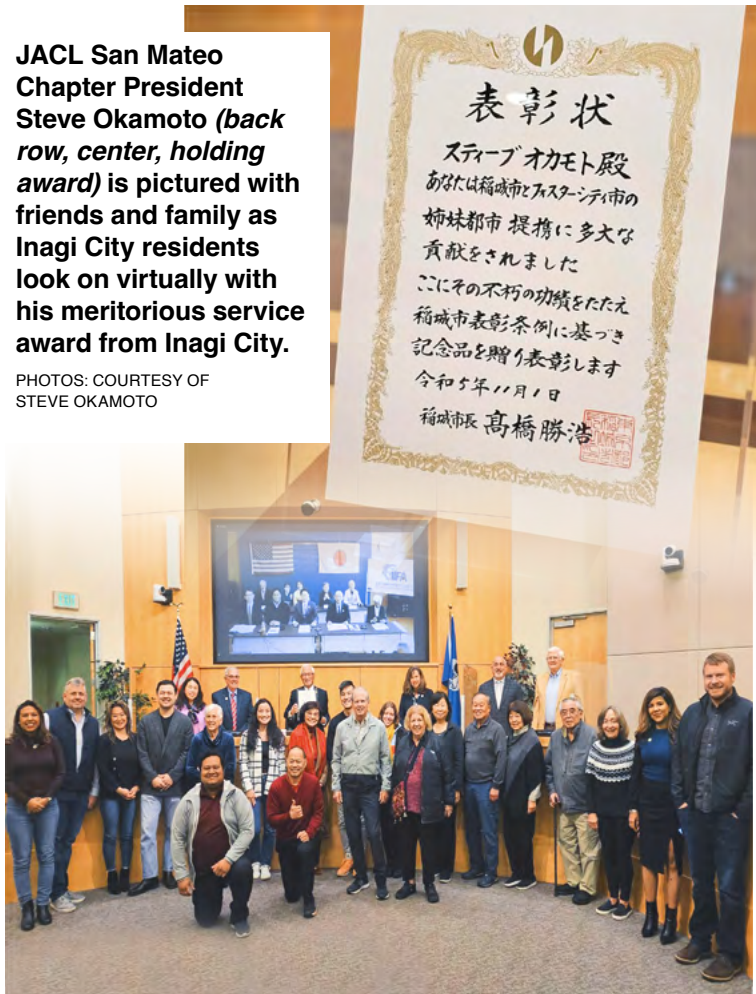 JACL San Mateo
Chapter President
Steve Okamoto (back
row, center, holding
award) is pictured with
friends and family as
Inagi City residents
look on virtually with
his meritorious service
award from Inagi City.
PHOTOS: COURTESY OF
STEVE OKAMOTO
表彰状
スティーブ オカモト殿
あなたは稲城市とフォスターシティ市の
姉妹都市提携に多大な
貢献をされました
ここにその不朽の功績をたたえ
稲城市表彰条例に基づき
記念品を贈り表彰します
令和5年11月1日
稲城市長 髙橋勝浩